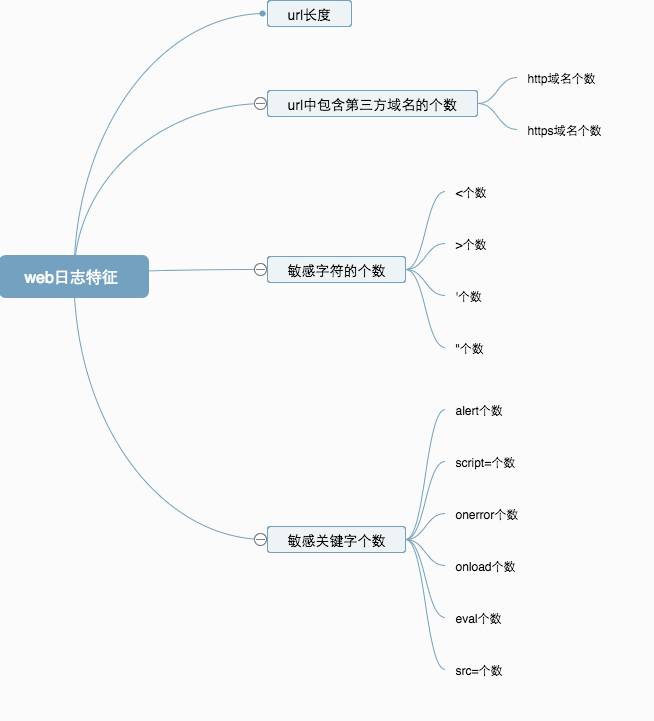 web日志特征
url长度
url中包含第三方域名的个数
http域名个数
https域名个数
敏感字符的个数
<个数
>个数
'个数
"个数
敏感关键字个数
alert个数
script=个数
onerror个数
onload个数
eval个数
src=个数